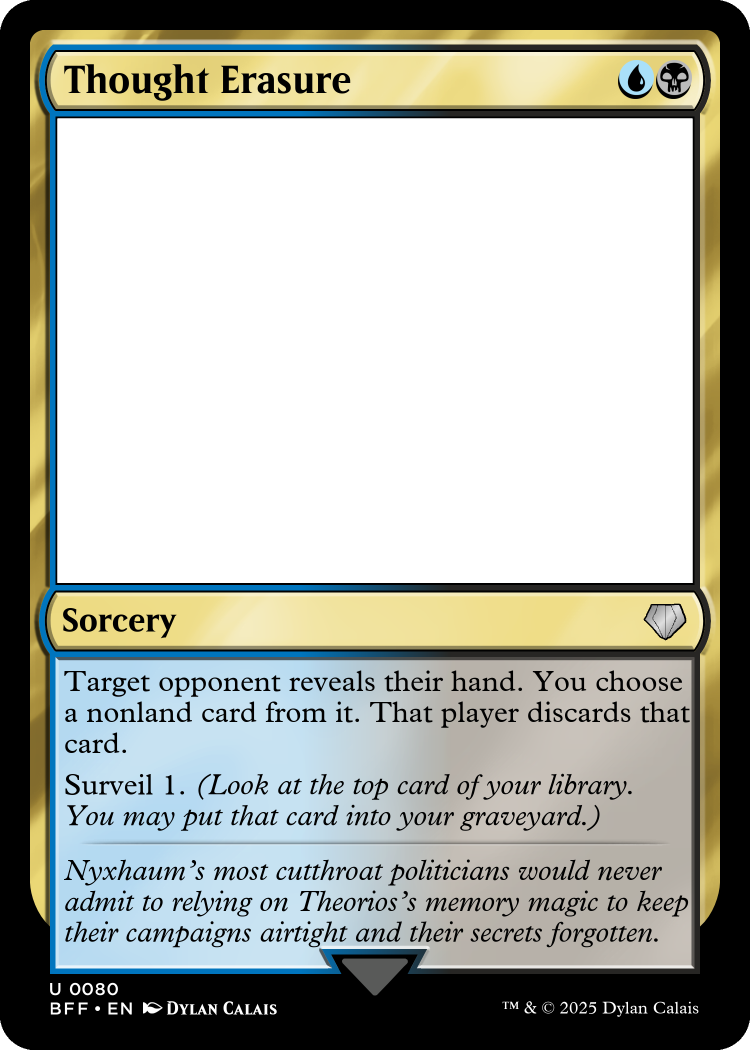 Thought Erasure
Sorcery
Target opponent reveals their hand. You choose
a nonland card from it. That player discards that
card.
Surveil 1. (Look at the top card of your library.
You may put that card into your graveyard.)
Nyxhaum's most cutthroat politicians would never
admit to relying on Theorios's memory magic to keep
their campaigns airtight and their secrets forgotten.
U 0080
BFF • EN Dylan Calais
™ & © 2025 Dylan Calais